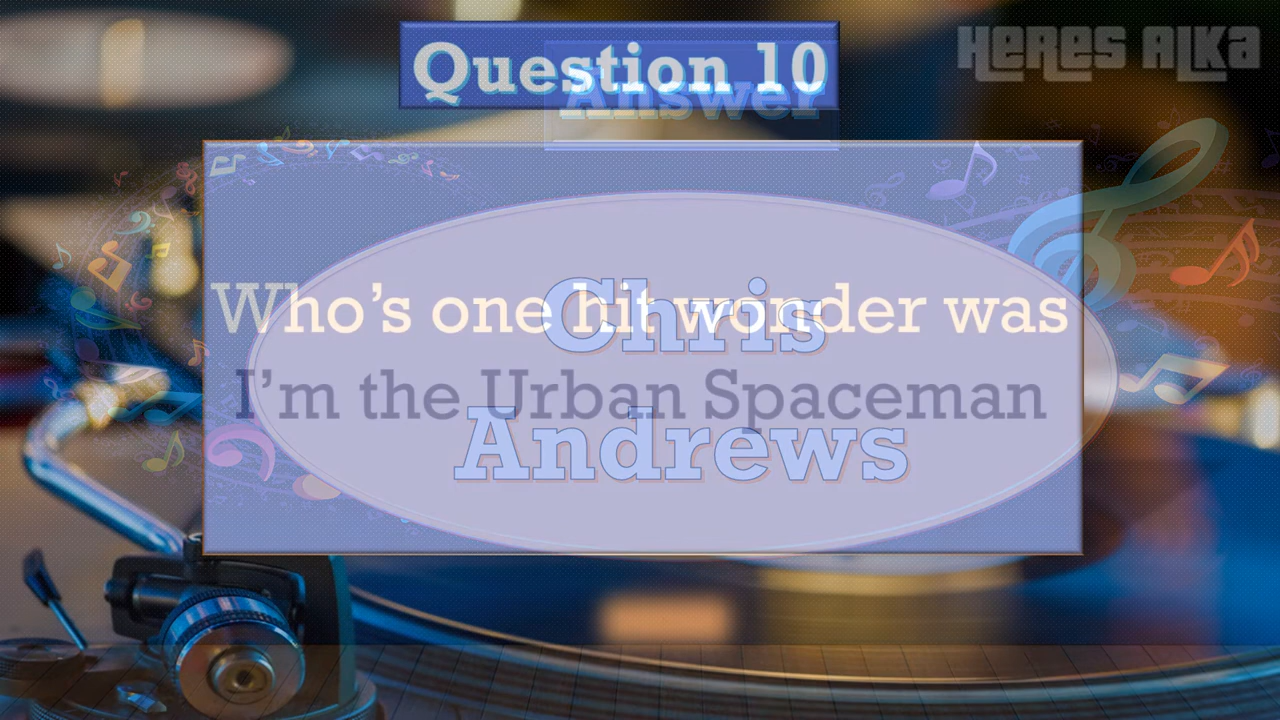 Question 10
HERES ALKA
Answer
Who's one hit wonder was
I'm the Urban Spaceman
Chris
Andrews